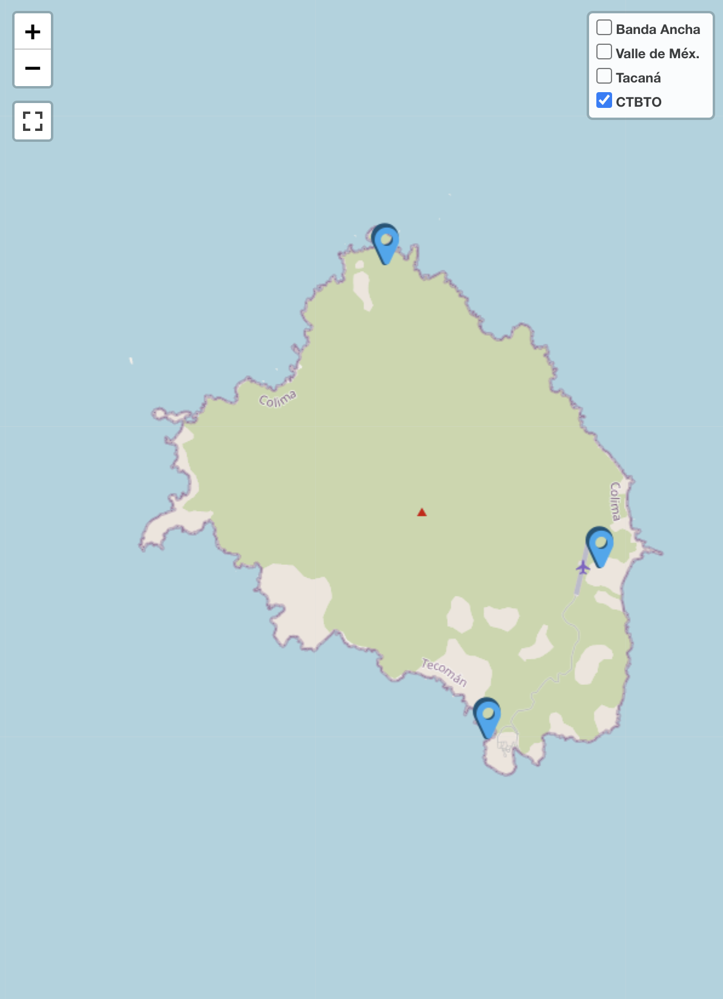 +
−
Banda Ancha
Valle de Méx.
Tacaná
CTBTO
Colima
Colima
Tecomán